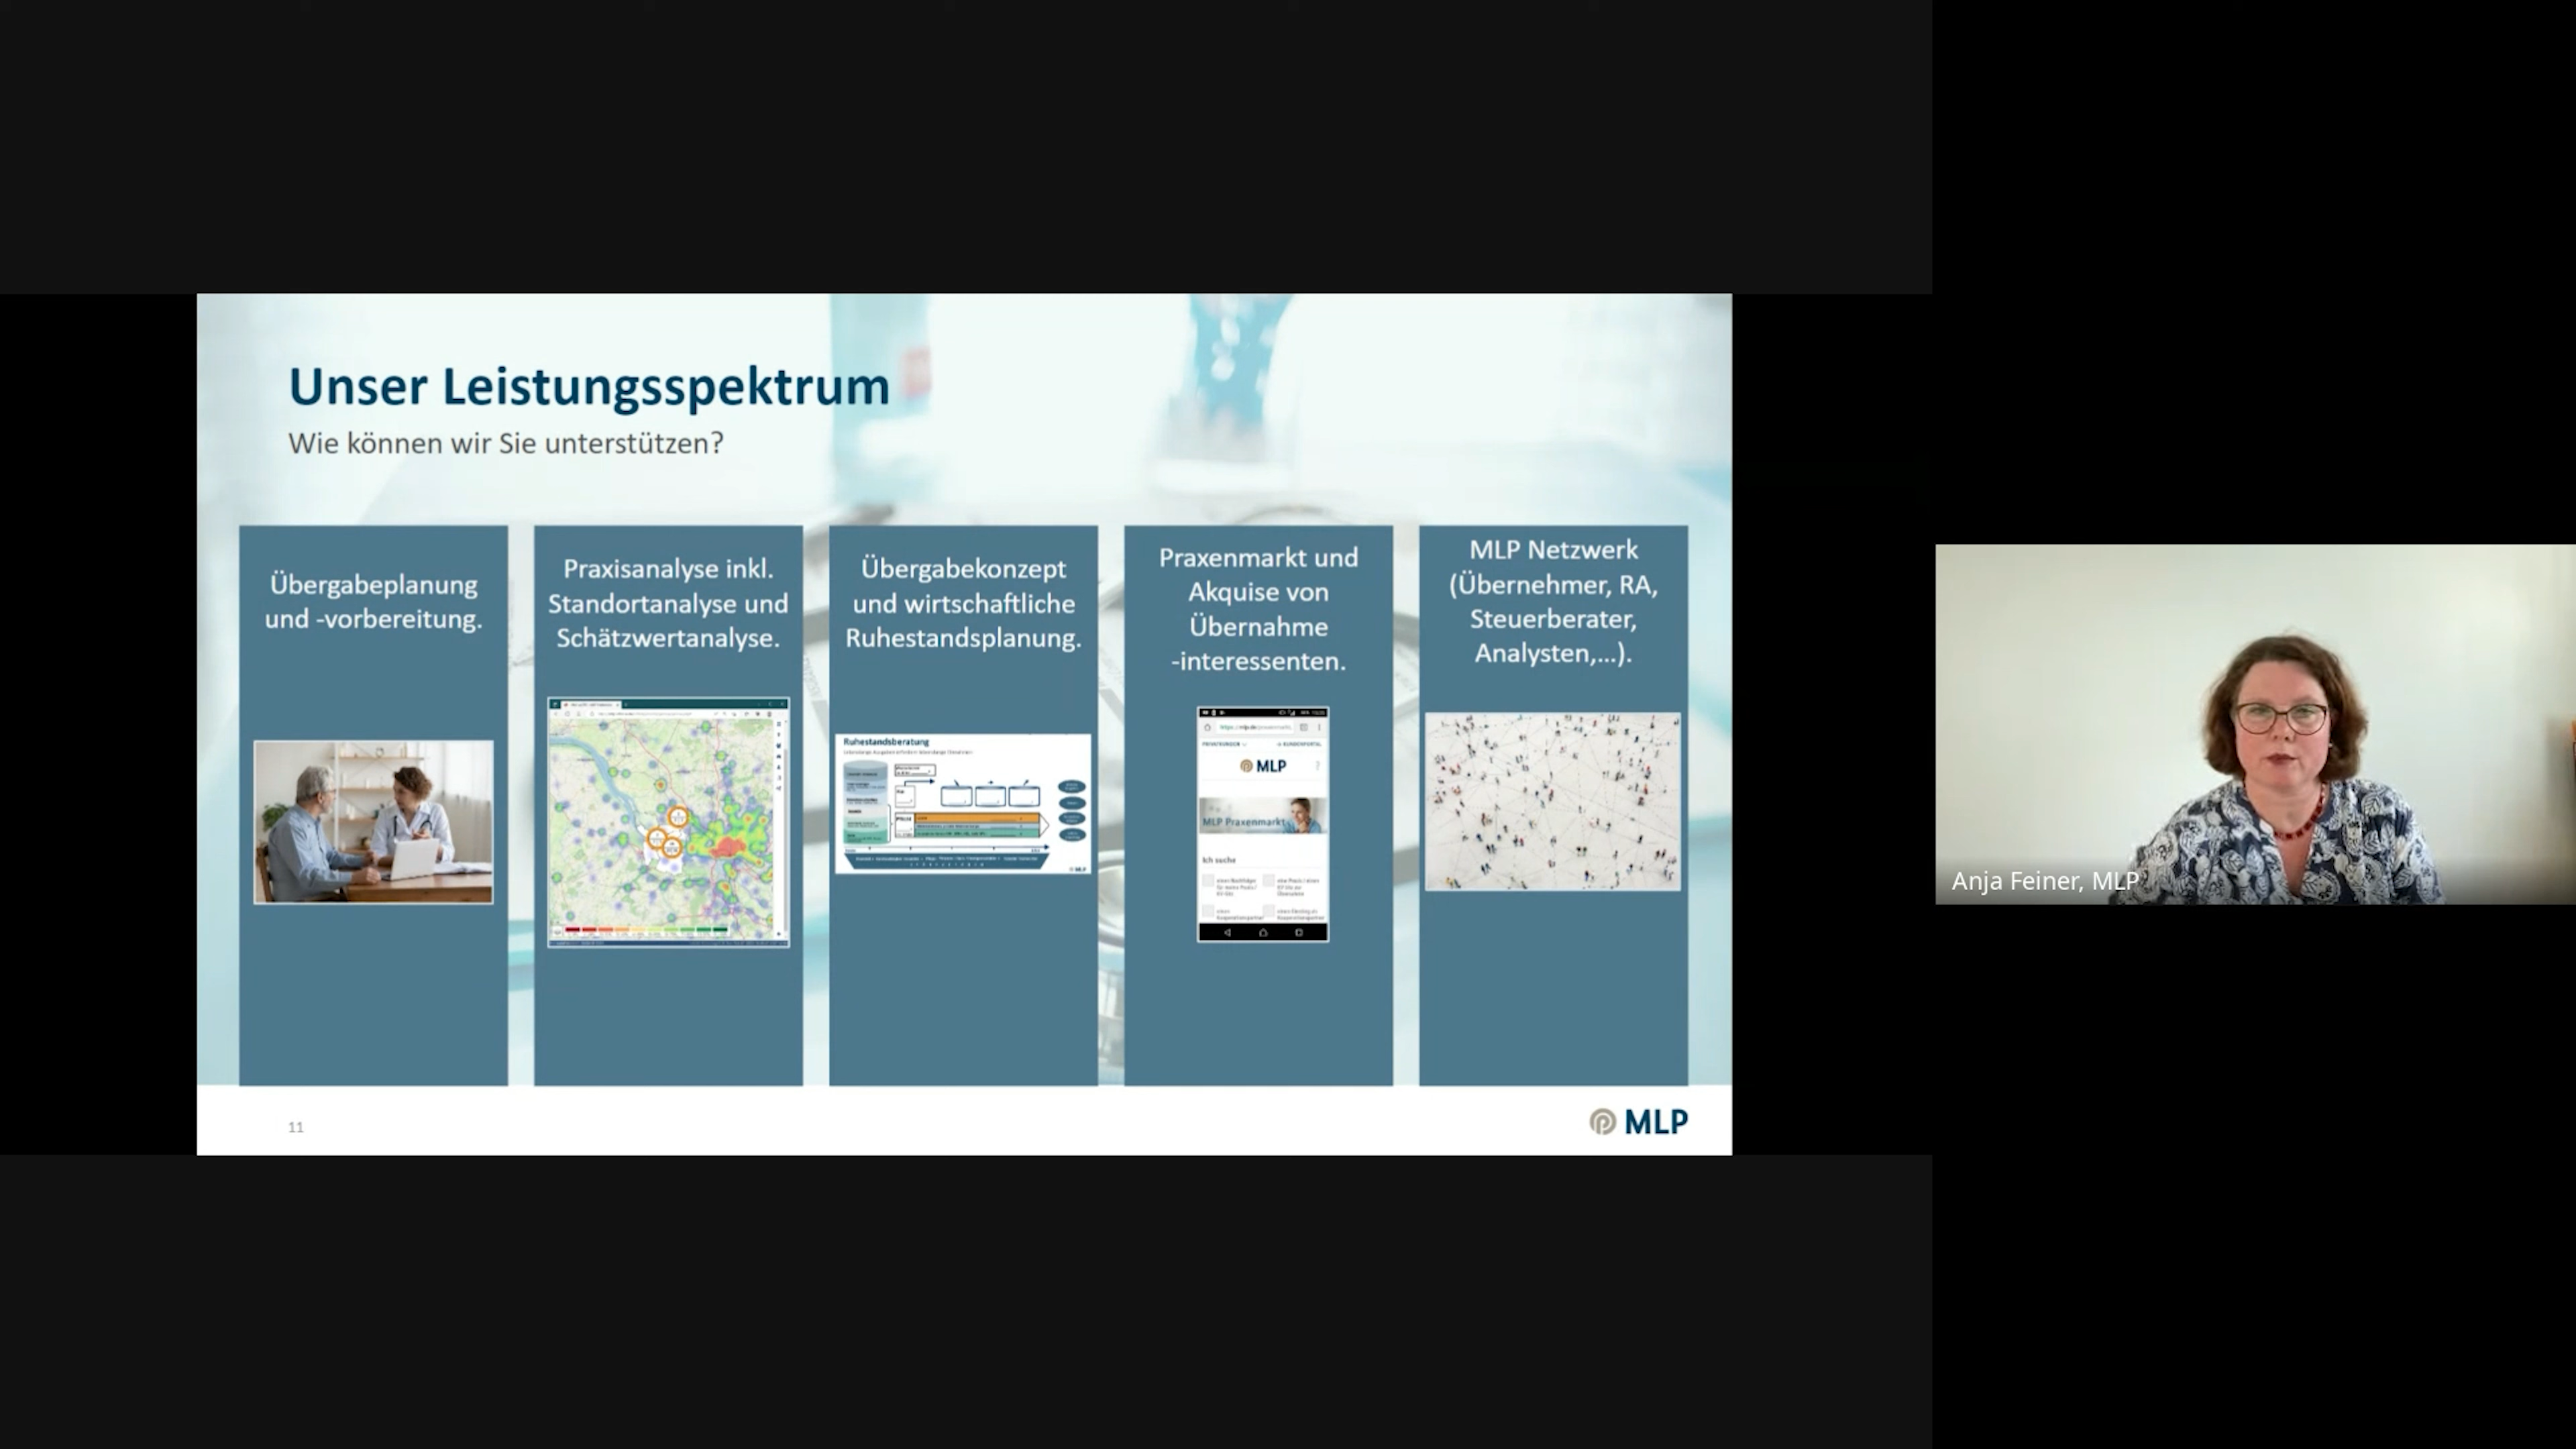 Unser Leistungsspektrum
Wie können wir Sie unterstützen?
Übergabeplanung
und -vorbereitung.
Praxisanalyse inkl.
Standortanalyse und
Schätzwertanalyse.
Übergabekonzept
und wirtschaftliche
Ruhestandsplanung.
Ruhestandsberatung
MLP
Praxenmarkt und
Akquise von
Übernahme
-interessenten.
MLP
MLP Praxenmarkt
Ich suche
MLP Netzwerk
(Übernehmer, RA,
Steuerberater,
Analysten,...).
11
MLP
Anja Feiner, MLP